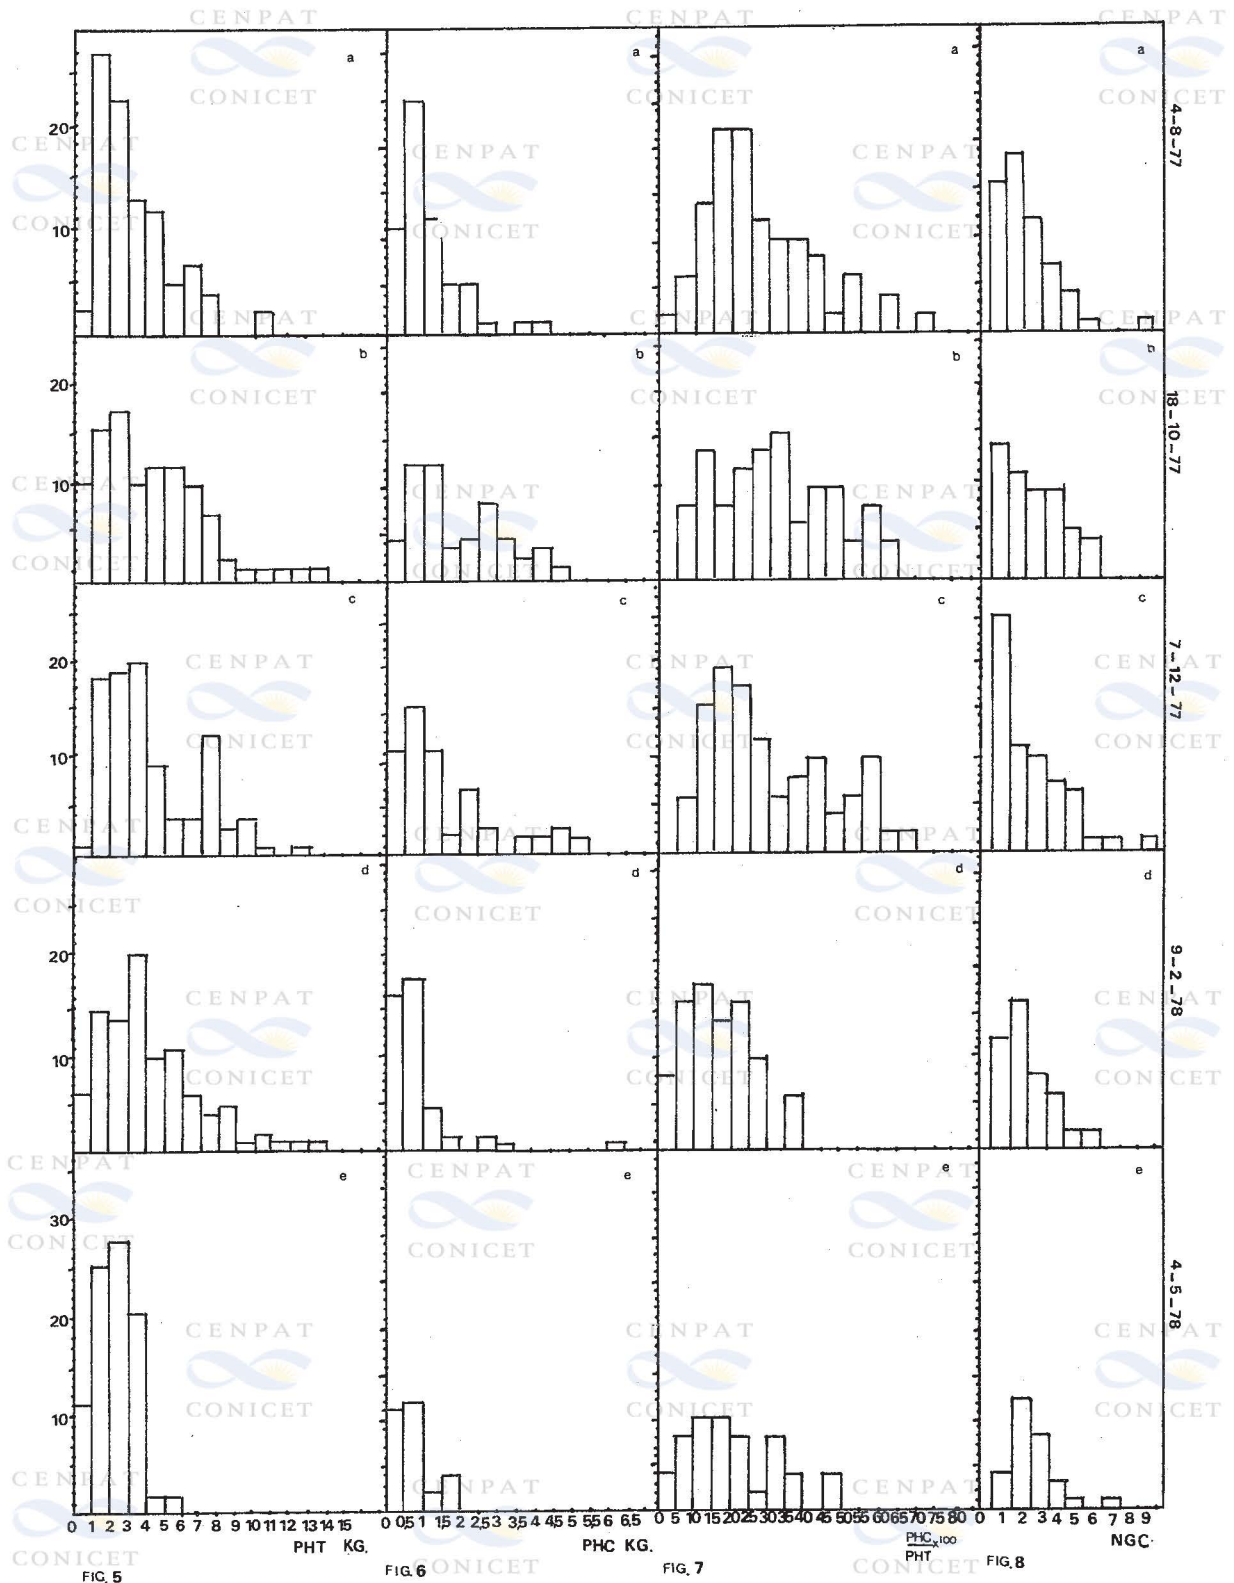 CENPAT CONICET
CENPAT CONICET
CENPAT CONICET
a a a a
20
10
4-8-77
b b b
20
10
18-10-77
c c c c
20
10
7-12-77
d d d d
20
10
9-2-78
e e e e
30
20
10
4-5-78
0 1 2 3 4 5 6 7 8 9 10 11 12 13 14 15
PHT KG.
FIG. 5
0 0,5 1 1,5 2 2,5 3 3,5 4 4,5 5 5,5 6 6,5
PHC KG.
FIG. 6
0 5 10 15 20 25 30 35 40 45 50 55 60 65 70 75 80
PHC x100
PHT
FIG. 7
0 1 2 3 4 5 6 7 8 9
NGC.
FIG. 8